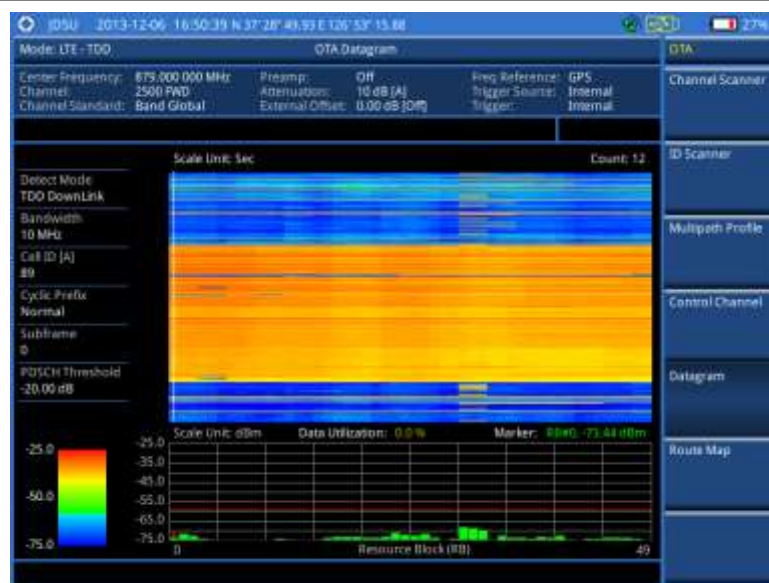 JDSU 2013-12-06 16:50:39 N 37°28' 49.93 E 126° 53' 15.88 27%
Mode: LTE - TDD OTA Datagram OTA
Center Frequency: 879.000 000 MHz Preamp: Off Freq Reference: GPS
Channel: 2500 FWD Attenuation: 10 dB [A] Trigger Source: Internal
Channel Standard: Band Global External Offset: 0.00 dB [Off] Trigger: Internal
Channel Scanner
Scale Unit: Sec Count: 12
ID Scanner
Detect Mode
TDD DownLink
Bandwidth
10 MHz
Multipath Profile
Cell ID [A]
89
Cyclic Prefix
Normal
Control Channel
Subframe
0
PDSCH Threshold
-20.00 dB
Datagram
Scale Unit: dBm Data Utilization: 0.0 % Marker: RB#0, -73.44 dBm
Route Map
-25.0
-50.0
-75.0
-25.0
-35.0
-45.0
-55.0
-65.0
-75.0
0 Resource Block (RB) 49